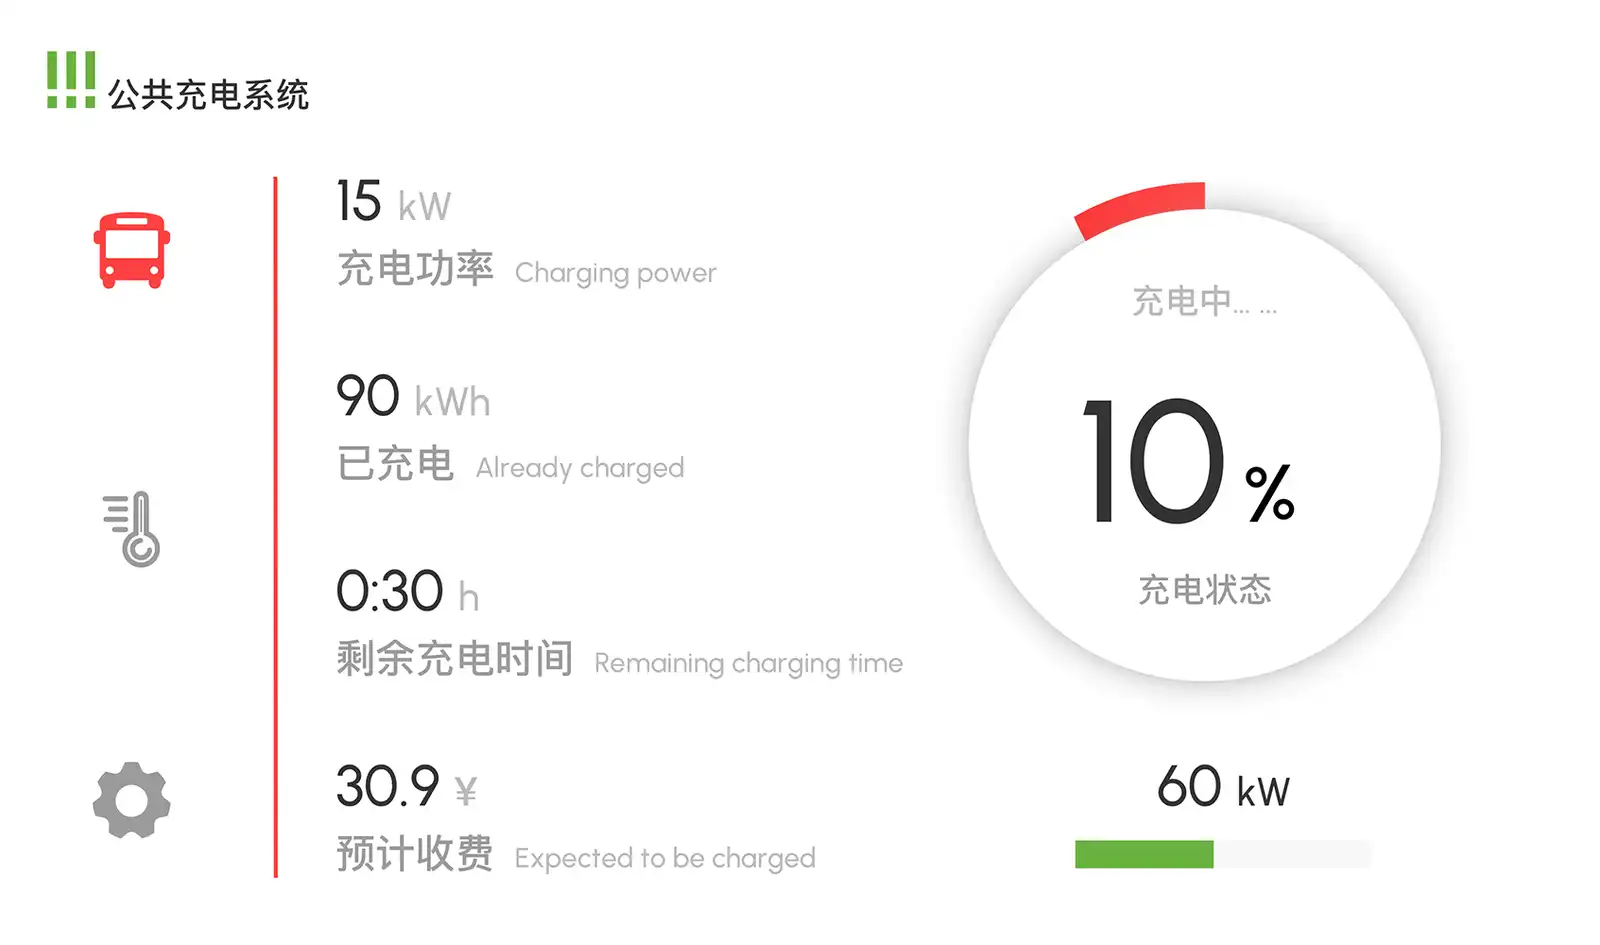 公共充电系统
15 kW
充电功率 Charging power
90 kWh
已充电 Already charged
0:30 h
剩余充电时间 Remaining charging time
30.9 ¥
预计收费 Expected to be charged
充电中... ...
10 %
充电状态
60 kW